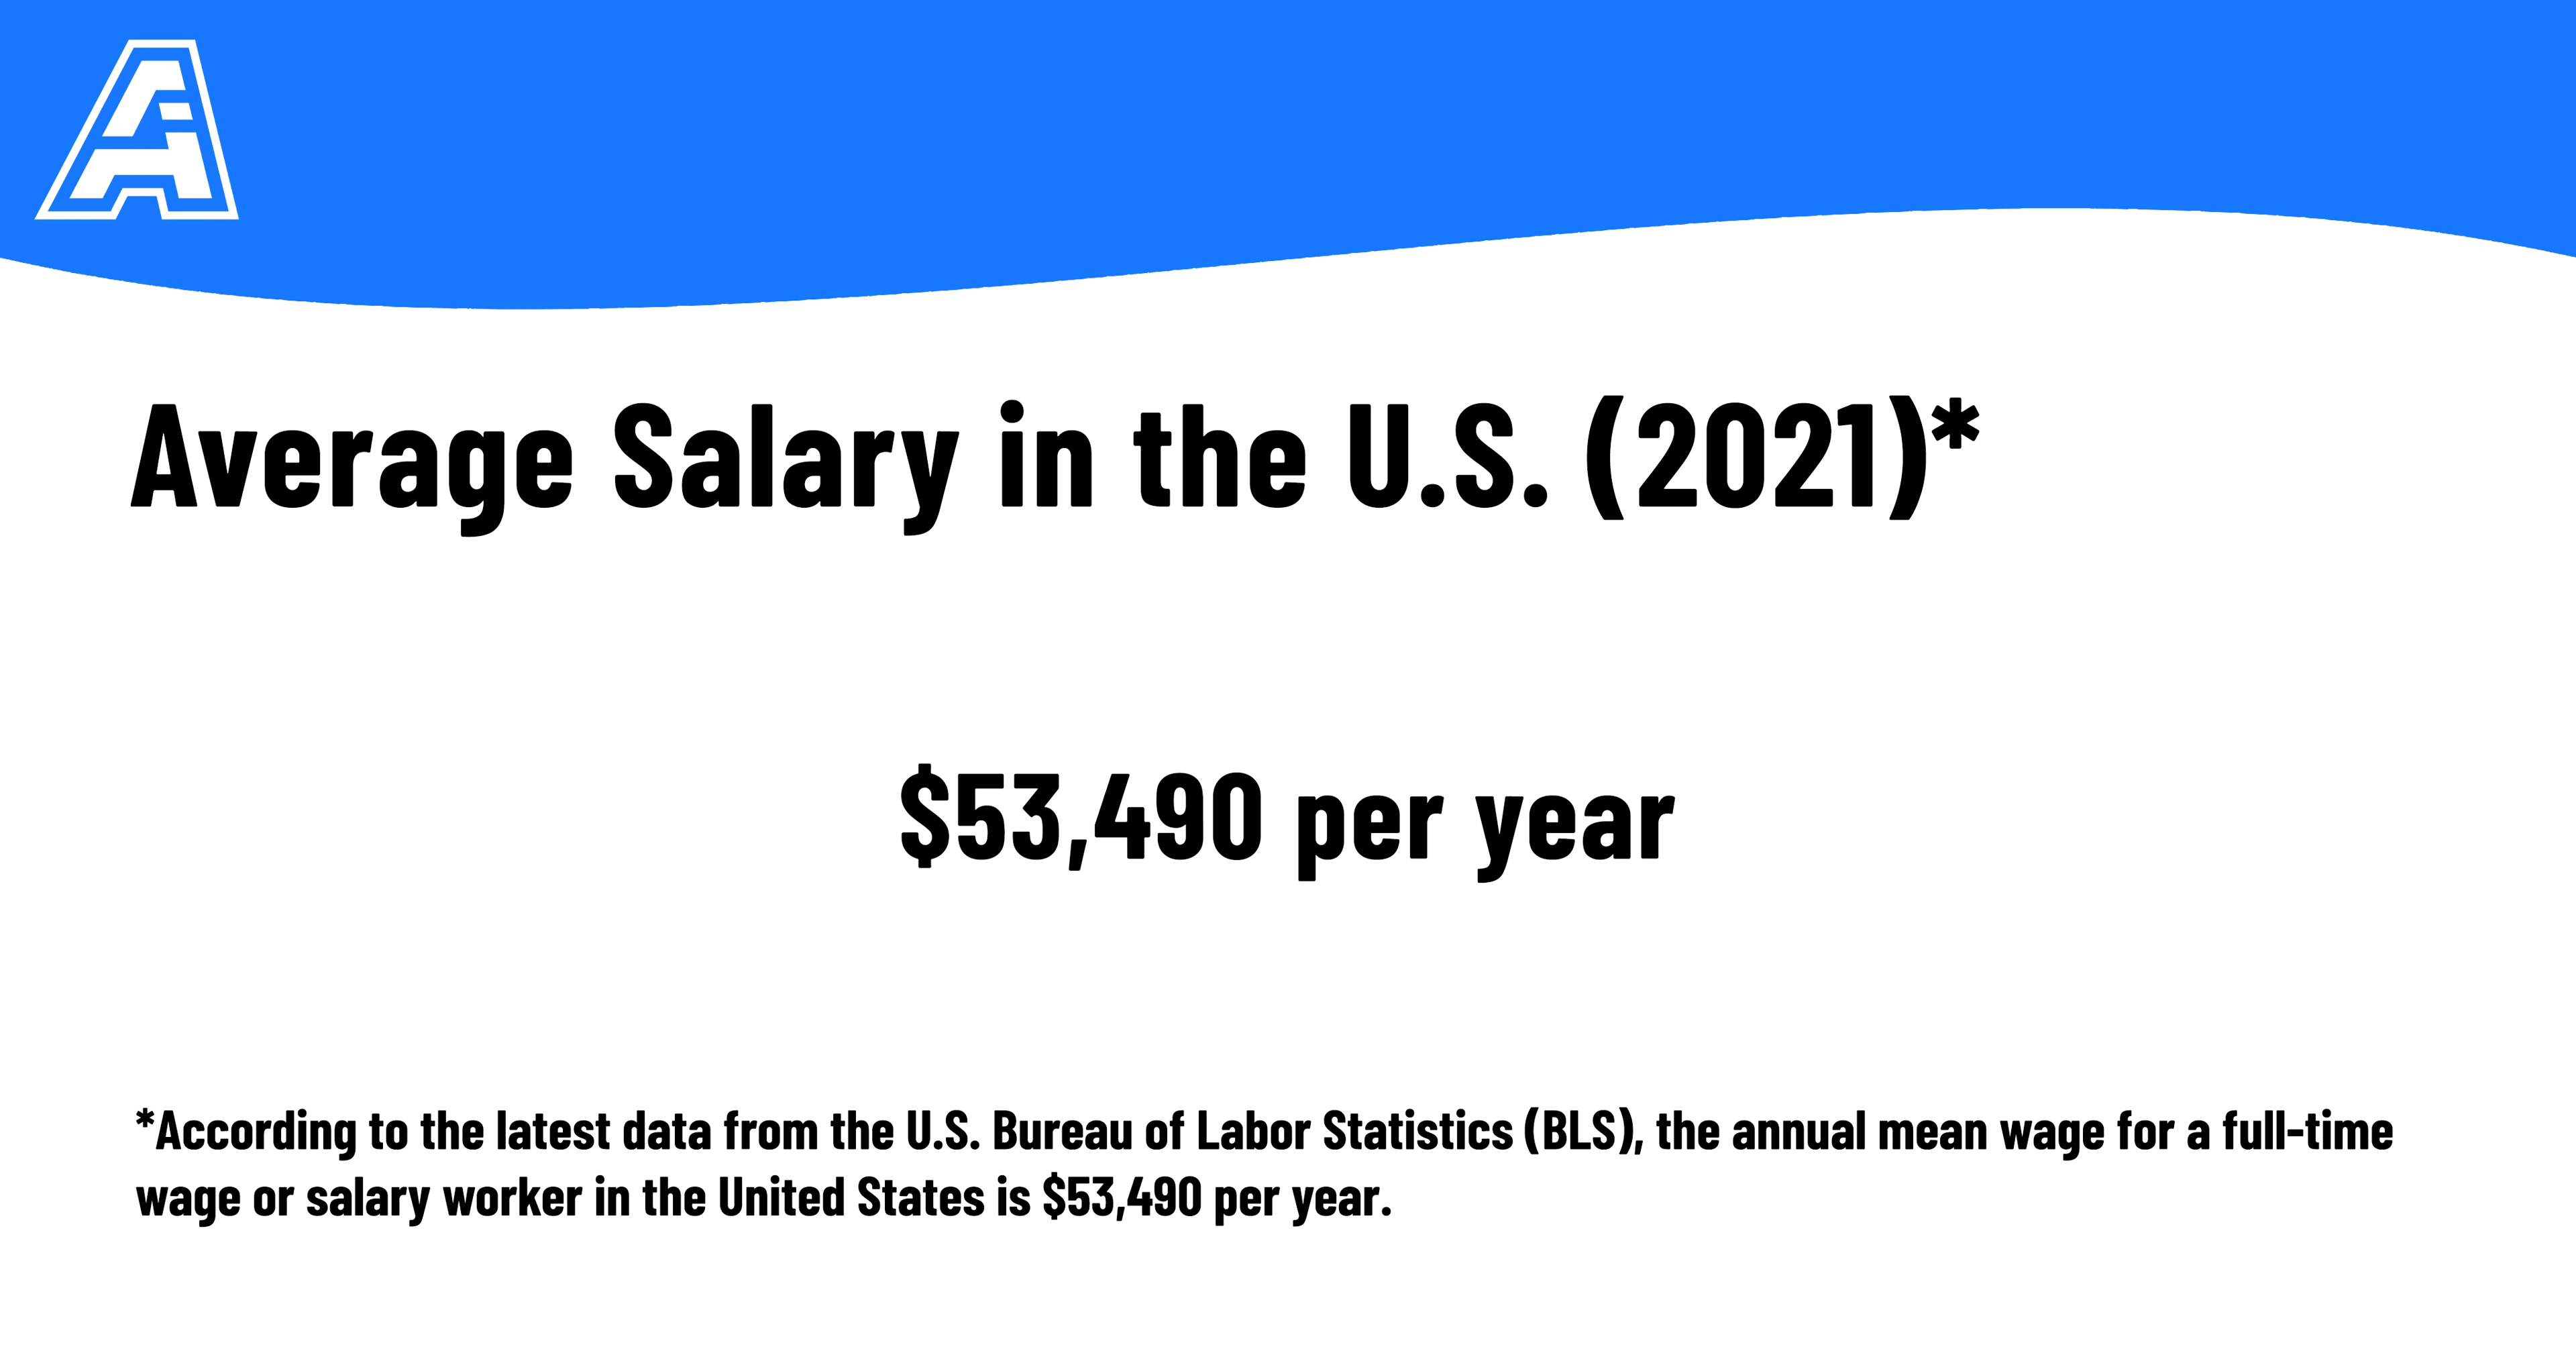 A
Average Salary in the U.S. (2021)*
$53,490 per year
*According to the latest data from the U.S. Bureau of Labor Statistics (BLS), the annual mean wage for a full-time
wage or salary worker in the United States is $53,490 per year.